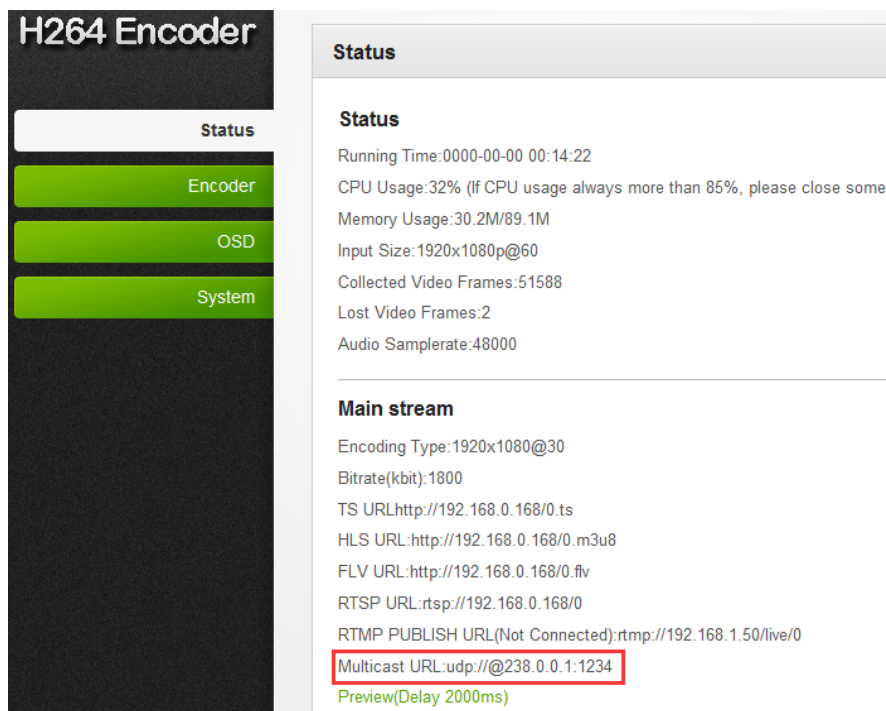 H264 Encoder
Status
Encoder
OSD
System
Status
Status
Running Time:0000-00-00 00:14:22
CPU Usage:32% (If CPU usage always more than 85%, please close some
Memory Usage:30.2M/89.1M
Input Size:1920x1080p@60
Collected Video Frames:51588
Lost Video Frames:2
Audio Samplerate:48000
Main stream
Encoding Type:1920x1080@30
Bitrate(kbit):1800
TS URLhttp://192.168.0.168/0.ts
HLS URL:http://192.168.0.168/0.m3u8
FLV URL:http://192.168.0.168/0.flv
RTSP URL:rtsp://192.168.0.168/0
RTMP PUBLISH URL(Not Connected):rtmp://192.168.1.50/live/0
Multicast URL:udp://@238.0.0.1:1234
Preview(Delay 2000ms)